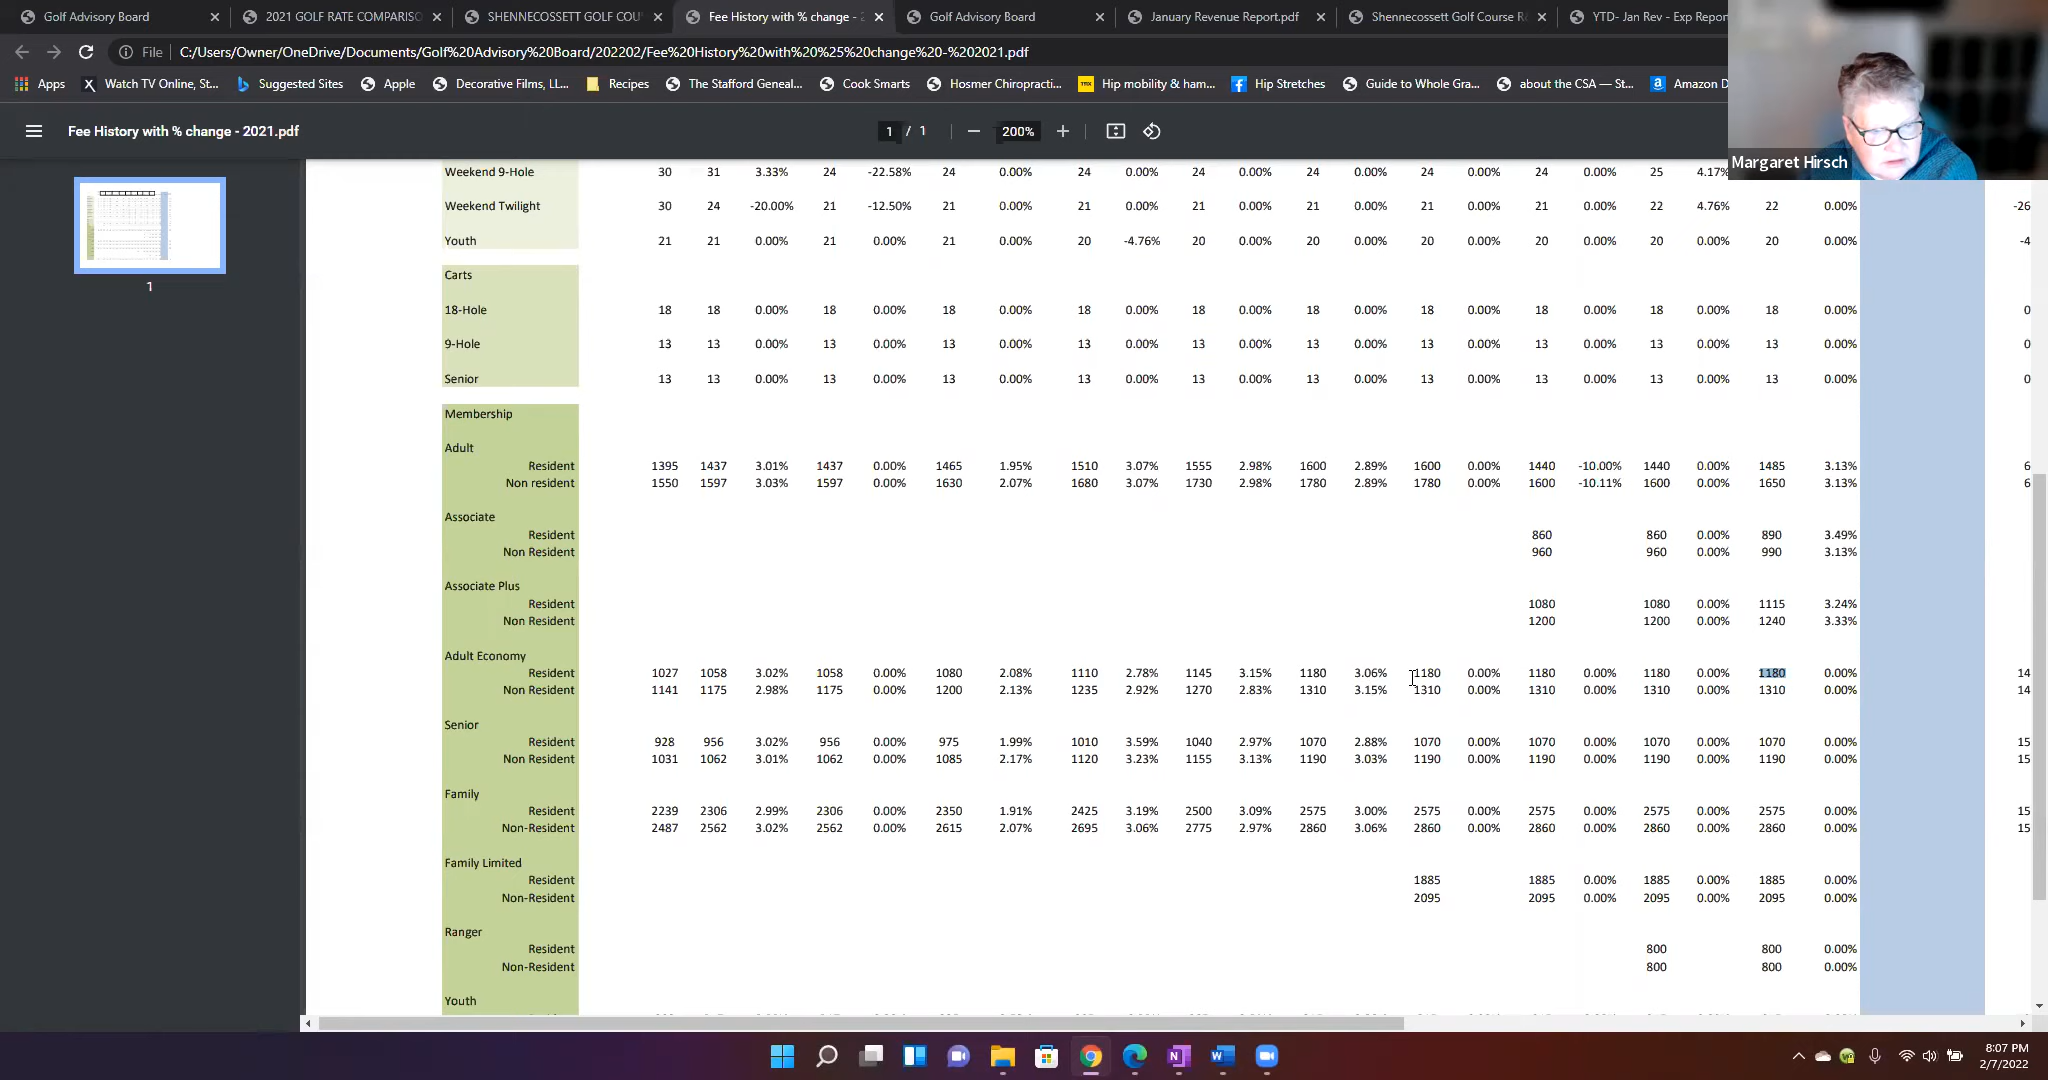 Golf Advisory Board
2021 GOLF RATE COMPARISO
SHENNECOSSETT GOLF COU
Fee History with % change - 2
Golf Advisory Board
January Revenue Report.pdf
Shennecossett Golf Course R
YTD- Jan Rev - Exp Repor
File C:/Users/Owner/OneDrive/Documents/Golf%20Advisory%20Board/202202/Fee%20History%20with%20%25%20change%20-%202021.pdf
Apps Watch TV Online, St... Suggested Sites Apple Decorative Films, LL... Recipes The Stafford Geneal... Cook Smarts Hosmer Chiropracti... Hip mobility & ham... Hip Stretches Guide to Whole Gra... about the CSA — St... Amazon D
Fee History with % change - 2021.pdf 1 / 1 200%
Margaret Hirsch
1
Weekend 9-Hole 30 31 3.33% 24 -22.58% 24 0.00% 24 0.00% 24 0.00% 24 0.00% 24 0.00% 24 0.00% 25 4.17%
Weekend Twilight 30 24 -20.00% 21 -12.50% 21 0.00% 21 0.00% 21 0.00% 21 0.00% 21 0.00% 21 0.00% 22 4.76% 22 0.00% -26
Youth 21 21 0.00% 21 0.00% 21 0.00% 20 -4.76% 20 0.00% 20 0.00% 20 0.00% 20 0.00% 20 0.00% 20 0.00% -4
Carts
18-Hole 18 18 0.00% 18 0.00% 18 0.00% 18 0.00% 18 0.00% 18 0.00% 18 0.00% 18 0.00% 18 0.00% 18 0.00% 0
9-Hole 13 13 0.00% 13 0.00% 13 0.00% 13 0.00% 13 0.00% 13 0.00% 13 0.00% 13 0.00% 13 0.00% 13 0.00% 0
Senior 13 13 0.00% 13 0.00% 13 0.00% 13 0.00% 13 0.00% 13 0.00% 13 0.00% 13 0.00% 13 0.00% 13 0.00% 0
Membership
Adult
Resident 1395 1437 3.01% 1437 0.00% 1465 1.95% 1510 3.07% 1555 2.98% 1600 2.89% 1600 0.00% 1440 -10.00% 1440 0.00% 1485 3.13% 6
Non resident 1550 1597 3.03% 1597 0.00% 1630 2.07% 1680 3.07% 1730 2.98% 1780 2.89% 1780 0.00% 1600 -10.11% 1600 0.00% 1650 3.13% 6
Associate
Resident 860 860 0.00% 890 3.49%
Non Resident 960 960 0.00% 990 3.13%
Associate Plus
Resident 1080 1080 0.00% 1115 3.24%
Non Resident 1200 1200 0.00% 1240 3.33%
Adult Economy
Resident 1027 1058 3.02% 1058 0.00% 1080 2.08% 1110 2.78% 1145 3.15% 1180 3.06% 1180 0.00% 1180 0.00% 1180 0.00% 1180 0.00% 14
Non Resident 1141 1175 2.98% 1175 0.00% 1200 2.13% 1235 2.92% 1270 2.83% 1310 3.15% 1310 0.00% 1310 0.00% 1310 0.00% 1310 0.00% 14
Senior
Resident 928 956 3.02% 956 0.00% 975 1.99% 1010 3.59% 1040 2.97% 1070 2.88% 1070 0.00% 1070 0.00% 1070 0.00% 1070 0.00% 15
Non Resident 1031 1062 3.01% 1062 0.00% 1085 2.17% 1120 3.23% 1155 3.13% 1190 3.03% 1190 0.00% 1190 0.00% 1190 0.00% 1190 0.00% 15
Family
Resident 2239 2306 2.99% 2306 0.00% 2350 1.91% 2425 3.19% 2500 3.09% 2575 3.00% 2575 0.00% 2575 0.00% 2575 0.00% 2575 0.00% 15
Non-Resident 2487 2562 3.02% 2562 0.00% 2615 2.07% 2695 3.06% 2775 2.97% 2860 3.06% 2860 0.00% 2860 0.00% 2860 0.00% 2860 0.00% 15
Family Limited
Resident 1885 1885 0.00% 1885 0.00% 1885 0.00%
Non-Resident 2095 2095 0.00% 2095 0.00% 2095 0.00%
Ranger
Resident 800 800 0.00%
Non-Resident 800 800 0.00%
Youth
8:07 PM
2/7/2022